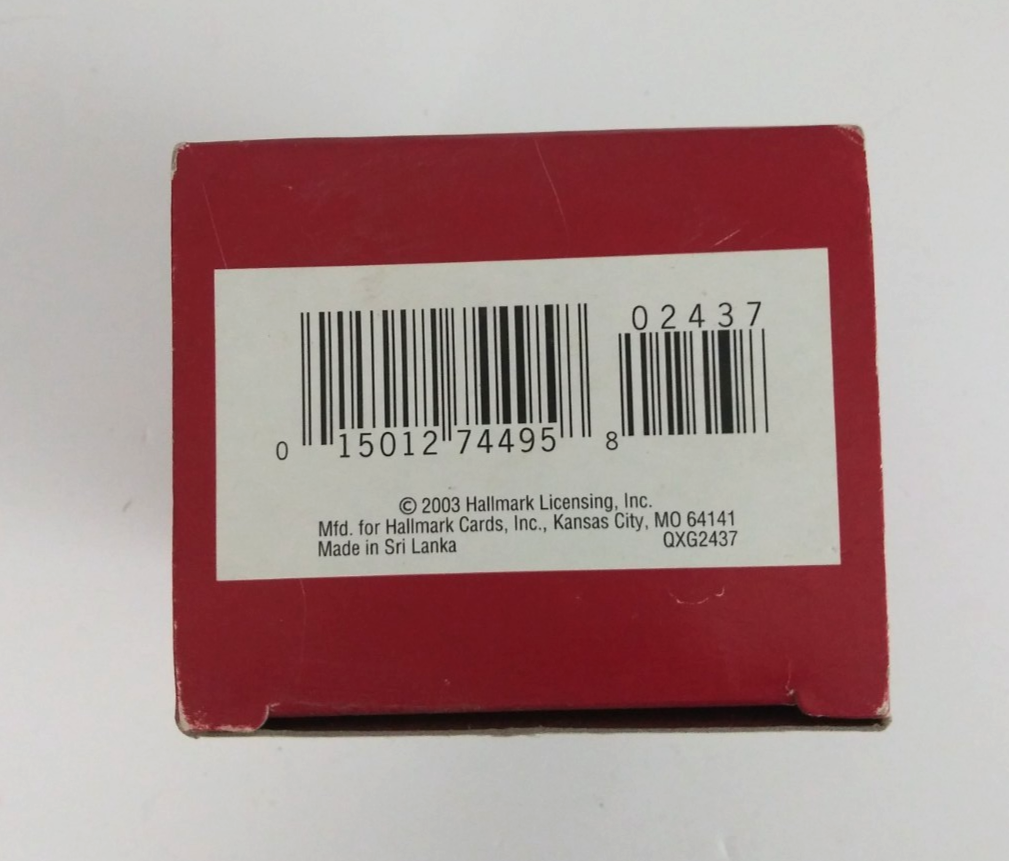 02437
0 15012 74495 8
© 2003 Hallmark Licensing, Inc.
Mfd. for Hallmark Cards, Inc., Kansas City, MO 64141
Made in Sri Lanka QXG2437